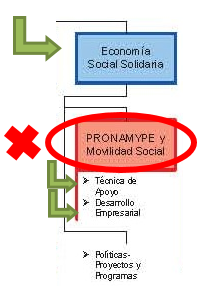 Economía
Social Solidaria
PRONAMYPE y
Movilidad Social
➢ Técnica de
Apoyo
➢ Desarrollo
Empresarial
➢ Políticas-
Proyectos y
Programas